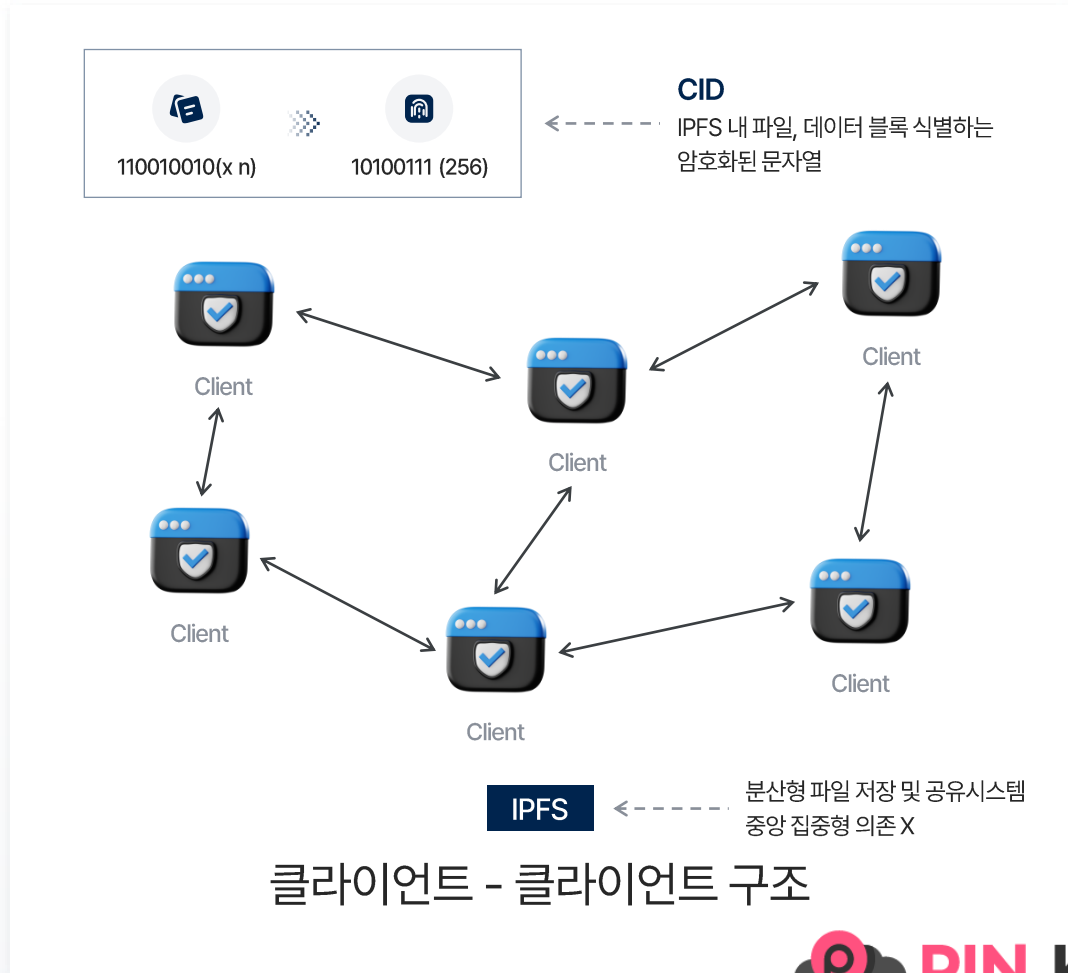 CID
IPFS 내 파일, 데이터 블록 식별하는
암호화된 문자열
110010010(x n)
10100111 (256)
Client
Client
Client
Client
Client
Client
IPFS
분산형 파일 저장 및 공유시스템
중앙 집중형 의존 X
클라이언트 - 클라이언트 구조
PIN